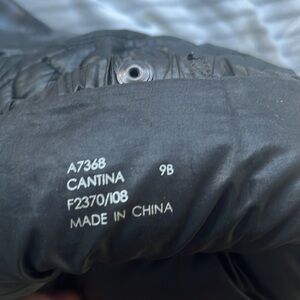 A7368
CANTINA 9B
F2370/108
MADE IN CHINA